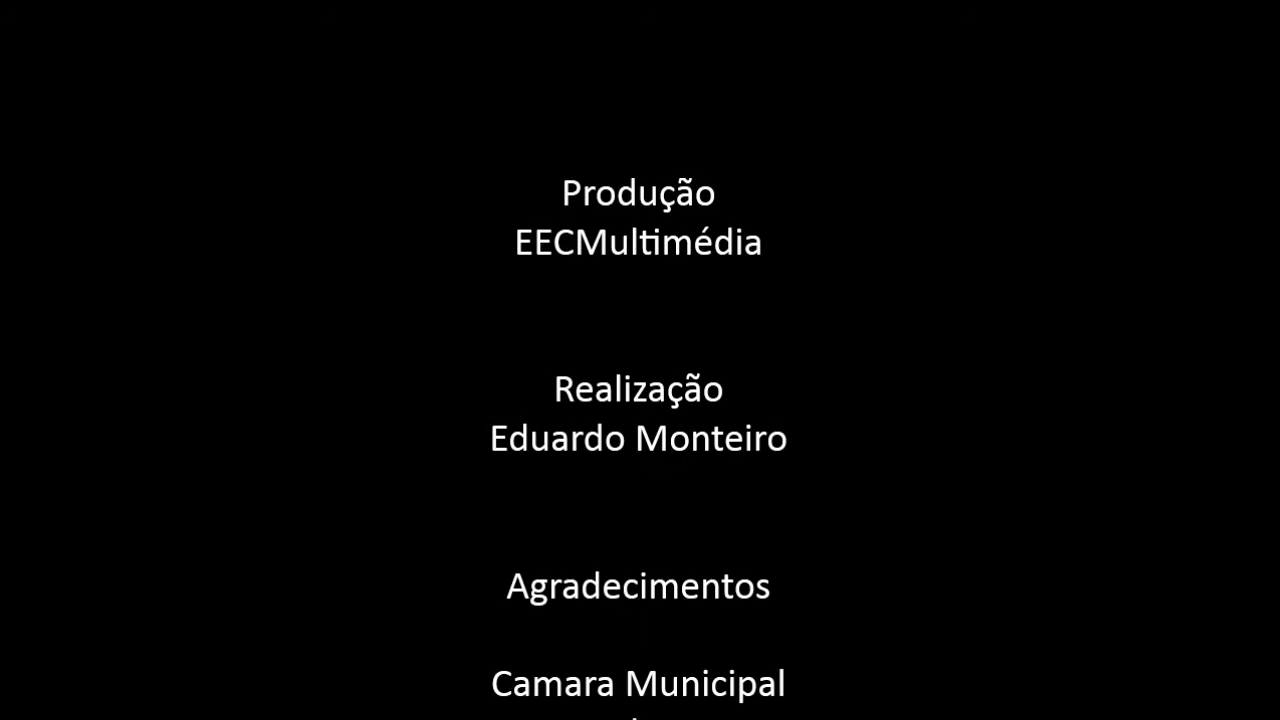 Produção
EECMultimédia
Realização
Eduardo Monteiro
Agradecimentos
Camara Municipal